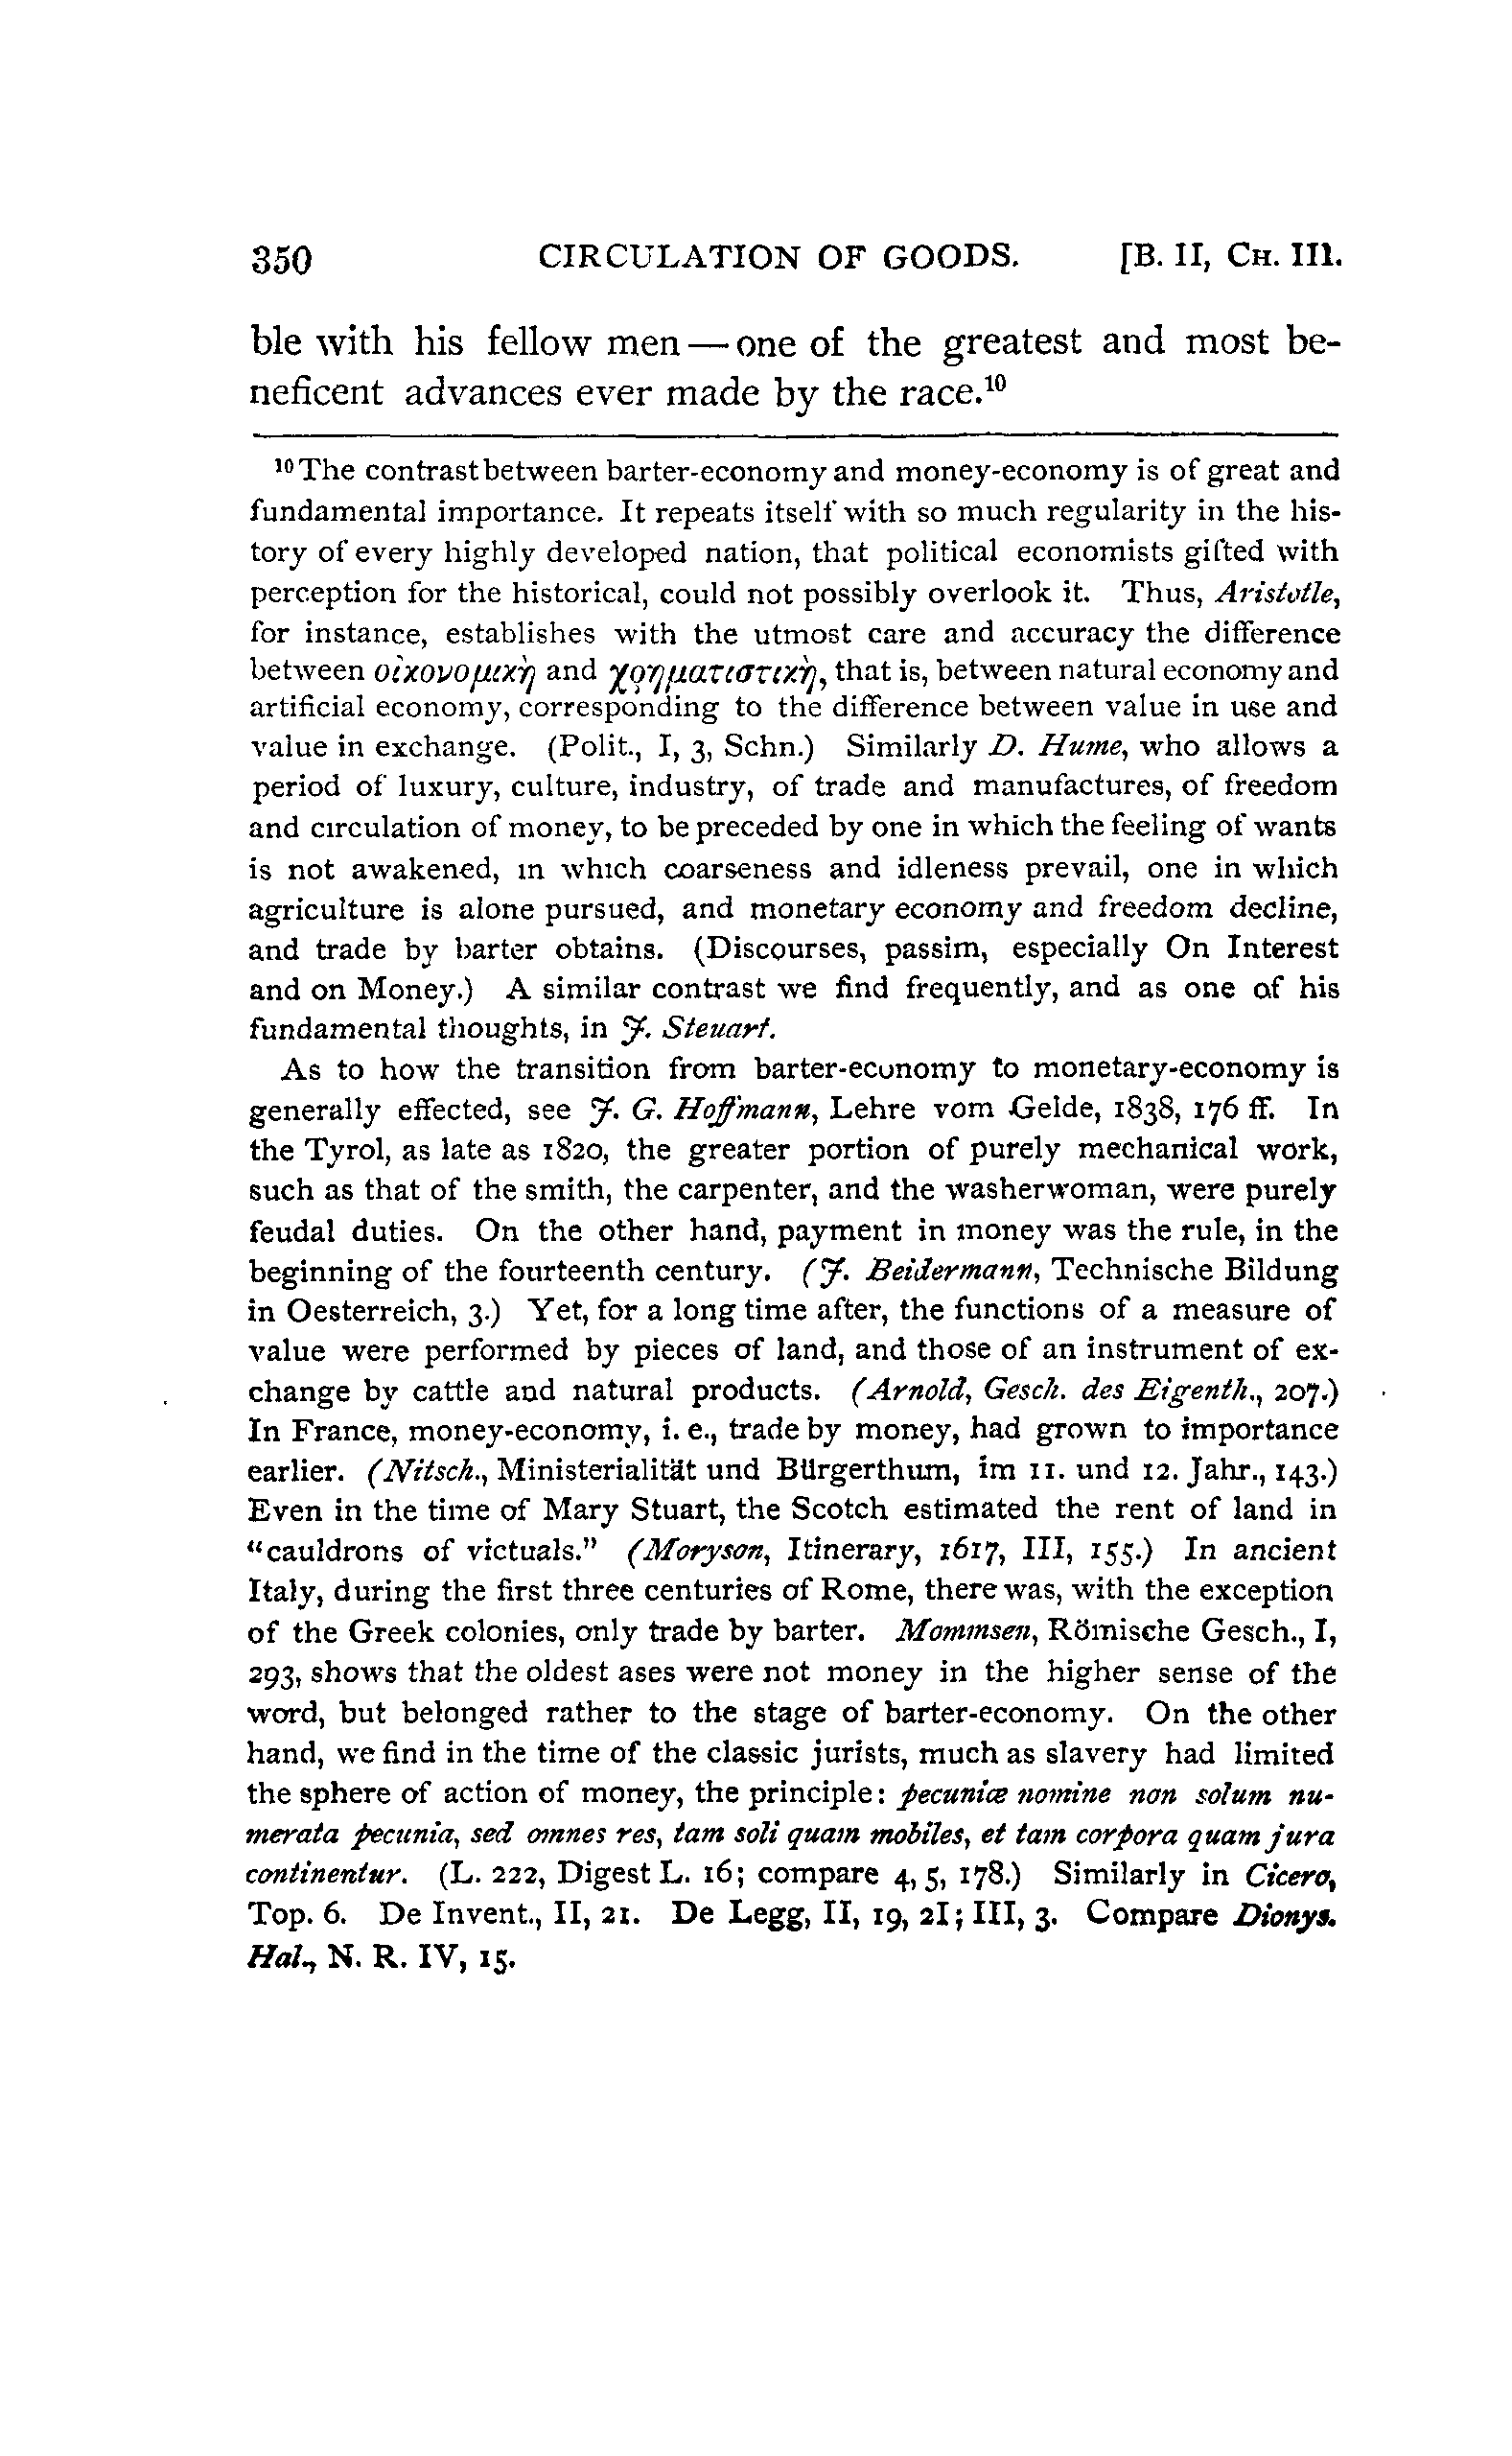 350 CIRCULATION OF GOODS. [B. II, CH. III.
ble with his fellow men — one of the greatest and most be-
neficent advances ever made by the race.¹⁰
¹⁰ The contrast between barter-economy and money-economy is of great and
fundamental importance. It repeats itself with so much regularity in the his-
tory of every highly developed nation, that political economists gifted with
perception for the historical, could not possibly overlook it. Thus, Aristotle,
for instance, establishes with the utmost care and accuracy the difference
between οἰχονομιχὴ and χρηματιστιχὴ, that is, between natural economy and
artificial economy, corresponding to the difference between value in use and
value in exchange. (Polit., I, 3, Schn.) Similarly D. Hume, who allows a
period of luxury, culture, industry, of trade and manufactures, of freedom
and circulation of money, to be preceded by one in which the feeling of wants
is not awakened, in which coarseness and idleness prevail, one in which
agriculture is alone pursued, and monetary economy and freedom decline,
and trade by barter obtains. (Discourses, passim, especially On Interest
and on Money.) A similar contrast we find frequently, and as one of his
fundamental thoughts, in J. Steuart.
As to how the transition from barter-economy to monetary-economy is
generally effected, see J. G. Hoffmann, Lehre vom Gelde, 1838, 176 ff. In
the Tyrol, as late as 1820, the greater portion of purely mechanical work,
such as that of the smith, the carpenter, and the washerwoman, were purely
feudal duties. On the other hand, payment in money was the rule, in the
beginning of the fourteenth century. (J. Beidermann, Technische Bildung
in Oesterreich, 3.) Yet, for a long time after, the functions of a measure of
value were performed by pieces of land, and those of an instrument of ex-
change by cattle and natural products. (Arnold, Gesch. des Eigenth., 207.)
In France, money-economy, i. e., trade by money, had grown to importance
earlier. (Nitsch., Ministerialität und Bürgerthum, im 11. und 12. Jahr., 143.)
Even in the time of Mary Stuart, the Scotch estimated the rent of land in
"cauldrons of victuals." (Moryson, Itinerary, 1617, III, 155.) In ancient
Italy, during the first three centuries of Rome, there was, with the exception
of the Greek colonies, only trade by barter. Mommsen, Römische Gesch., I,
293, shows that the oldest ases were not money in the higher sense of the
word, but belonged rather to the stage of barter-economy. On the other
hand, we find in the time of the classic jurists, much as slavery had limited
the sphere of action of money, the principle: pecuniæ nomine non solum nu-
merata pecunia, sed omnes res, tam soli quam mobiles, et tam corpora quam jura
continentur. (L. 222, Digest L. 16; compare 4, 5, 178.) Similarly in Cicero,
Top. 6. De Invent., II, 21. De Legg, II, 19, 21; III, 3. Compare Dionys.
Hal., N. R. IV, 15.